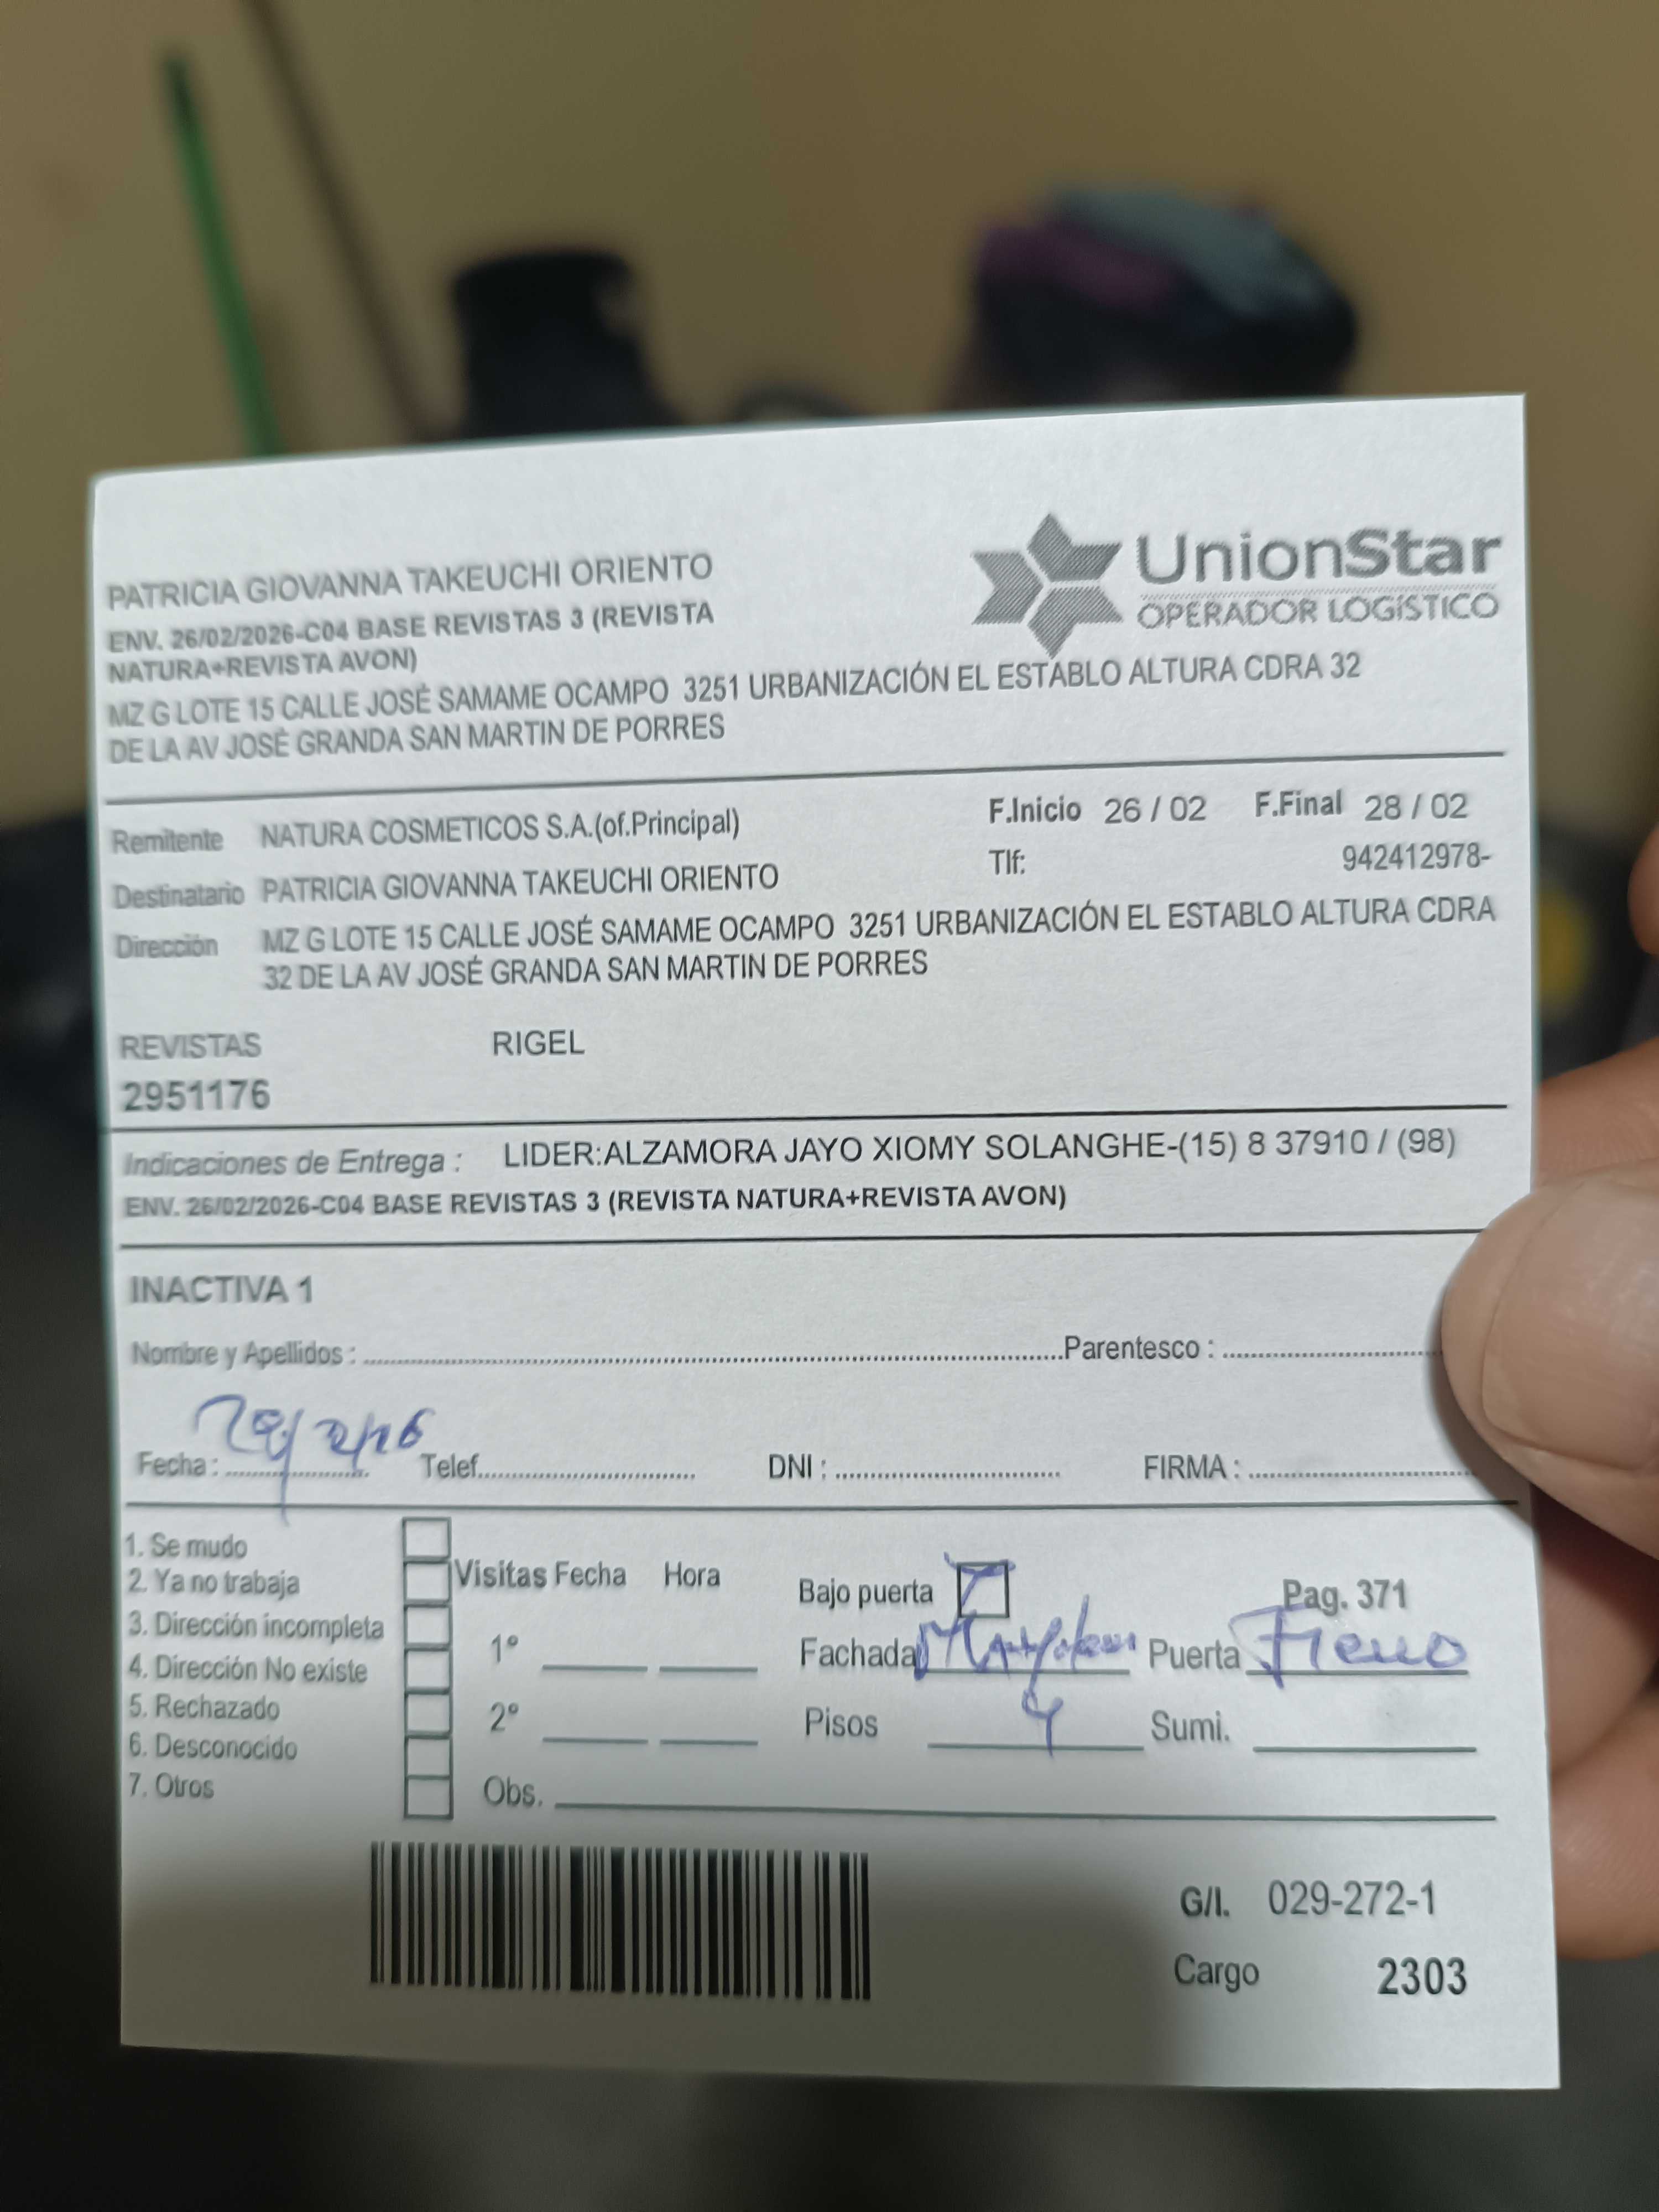 PATRICIA GIOVANNA TAKEUCHI ORIENTO
ENV. 26/02/2026-C04 BASE REVISTAS 3 (REVISTA
NATURA+REVISTA AVON)
UnionStar
OPERADOR LOGÍSTICO
MZ G LOTE 15 CALLE JOSÉ SAMAME OCAMPO 3251 URBANIZACIÓN EL ESTABLO ALTURA CDRA 32
DE LA AV JOSÉ GRANDA SAN MARTIN DE PORRES
Remitente NATURA COSMETICOS S.A.(of.Principal) F.Inicio 26 / 02 F.Final 28 / 02
Tlf: 942412978-
Destinatario PATRICIA GIOVANNA TAKEUCHI ORIENTO
Dirección MZ G LOTE 15 CALLE JOSÉ SAMAME OCAMPO 3251 URBANIZACIÓN EL ESTABLO ALTURA CDRA
32 DE LA AV JOSÉ GRANDA SAN MARTIN DE PORRES
REVISTAS RIGEL
2951176
Indicaciones de Entrega : LIDER:ALZAMORA JAYO XIOMY SOLANGHE-(15) 8 37910 / (98)
ENV. 26/02/2026-C04 BASE REVISTAS 3 (REVISTA NATURA+REVISTA AVON)
INACTIVA 1
Nombre y Apellidos : Parentesco :
Fecha : Telef. DNI : FIRMA :
1. Se mudo
2. Ya no trabaja
3. Dirección incompleta
4. Dirección No existe
5. Rechazado
6. Desconocido
7. Otros
Visitas Fecha Hora
1º
2º
Obs.
Bajo puerta Pag. 371
Fachada Puerta
Pisos 4 Sumi.
G/I. 029-272-1
Cargo 2303